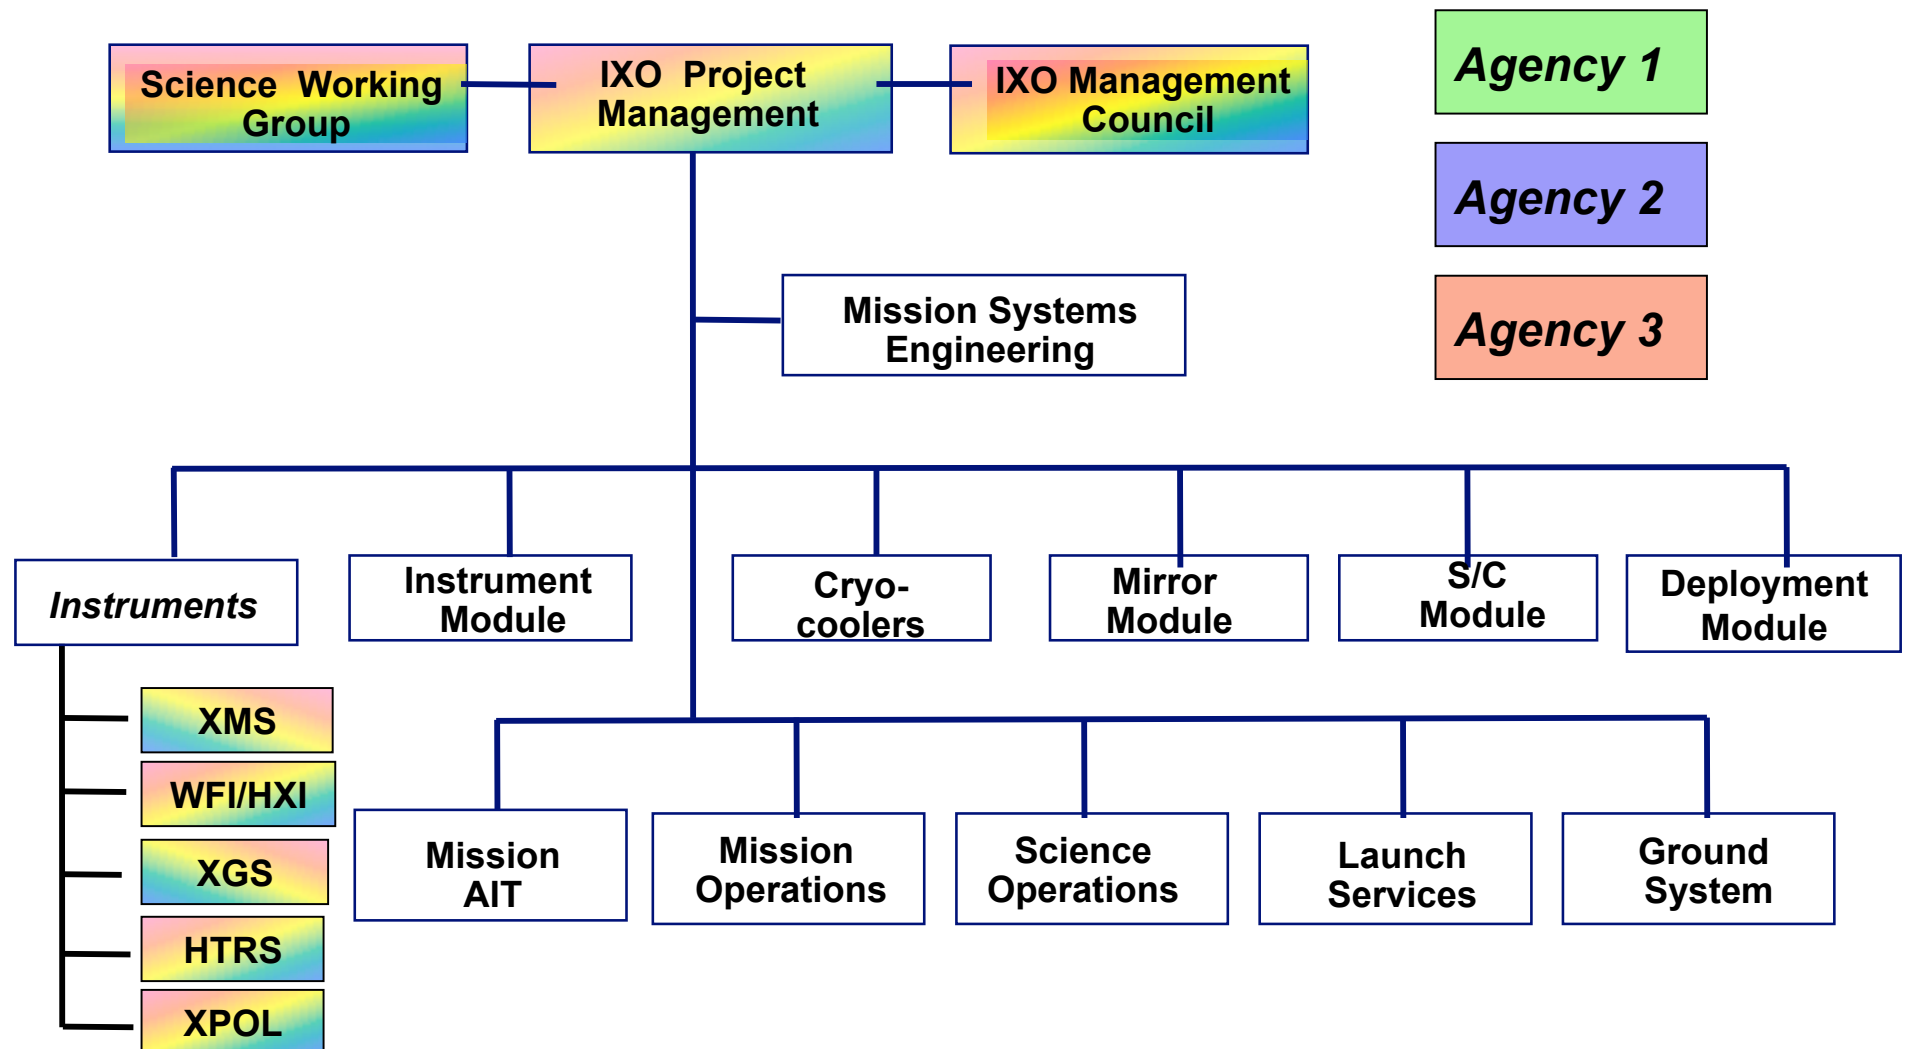 Science Working
Group
IXO Project
Management
IXO Management
Council
Agency 1
Agency 2
Agency 3
Mission Systems
Engineering
Instruments
Instrument
Module
Cryo-
coolers
Mirror
Module
S/C
Module
Deployment
Module
XMS
WFI/HXI
XGS
HTRS
XPOL
Mission
AIT
Mission
Operations
Science
Operations
Launch
Services
Ground
System